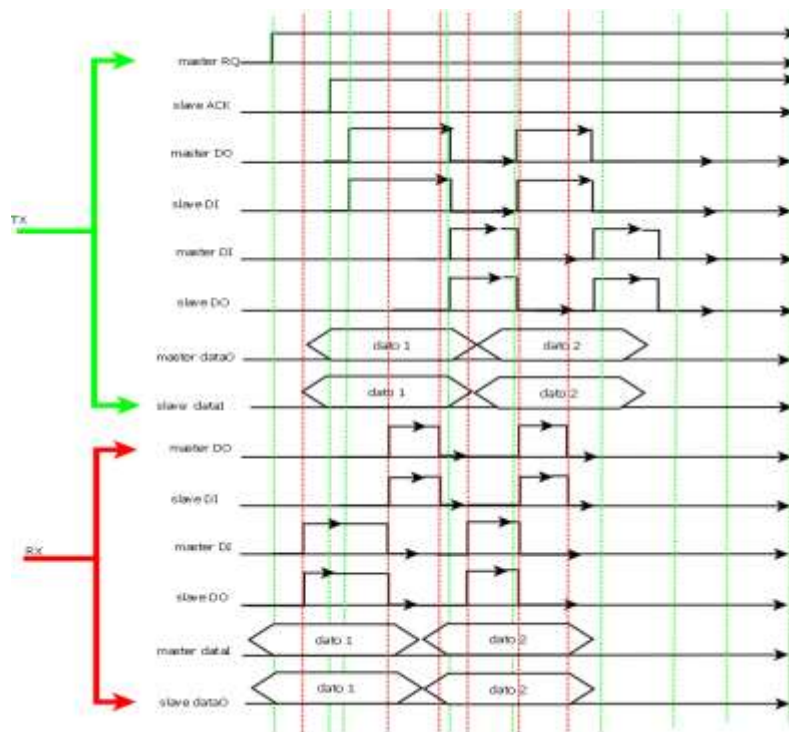 master RQ
slave ACK
master DO
slave DI
TX
master DI
slave DO
dato 1
dato 2
master dataO
dato 1
dato 2
slave dataI
master DO
slave DI
RX
master DI
slave DO
dato 1
dato 2
master dataI
dato 1
dato 2
slave dataO